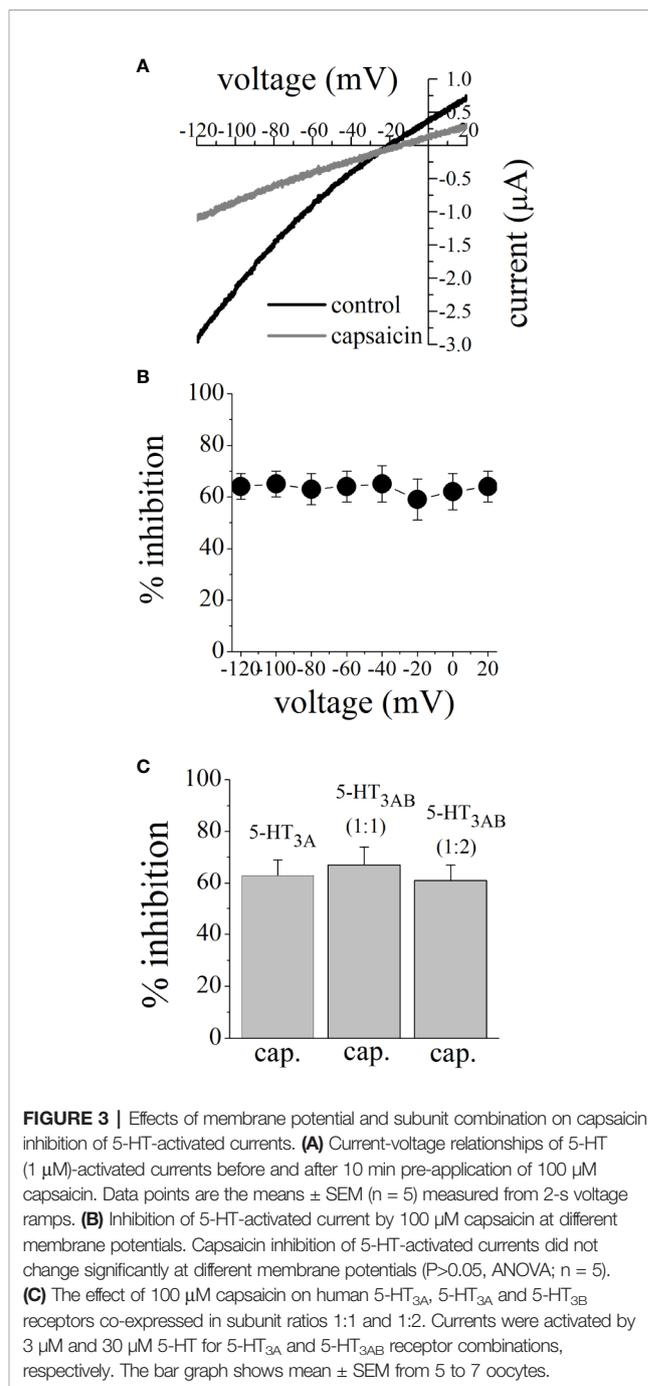 A
voltage (mV)
1.0
0.5
-120 -100 -80 -60 -40 -20 20
-0.5
-1.0
-1.5
-2.0
-2.5
-3.0
current (µA)
control
capsaicin
B
100
80
60
40
20
0
% inhibition
-120 -100 -80 -60 -40 -20 0 20
voltage (mV)
C
100
80
60
40
20
0
% inhibition
5-HT3A
5-HT3AB
(1:1)
5-HT3AB
(1:2)
cap. cap. cap.
FIGURE 3 | Effects of membrane potential and subunit combination on capsaicin
inhibition of 5-HT-activated currents. (A) Current-voltage relationships of 5-HT
(1 µM)-activated currents before and after 10 min pre-application of 100 µM
capsaicin. Data points are the means ± SEM (n = 5) measured from 2-s voltage
ramps. (B) Inhibition of 5-HT-activated current by 100 µM capsaicin at different
membrane potentials. Capsaicin inhibition of 5-HT-activated currents did not
change significantly at different membrane potentials (P>0.05, ANOVA; n = 5).
(C) The effect of 100 µM capsaicin on human 5-HT3A, 5-HT3A and 5-HT3B
receptors co-expressed in subunit ratios 1:1 and 1:2. Currents were activated by
3 µM and 30 µM 5-HT for 5-HT3A and 5-HT3AB receptor combinations,
respectively. The bar graph shows mean ± SEM from 5 to 7 oocytes.